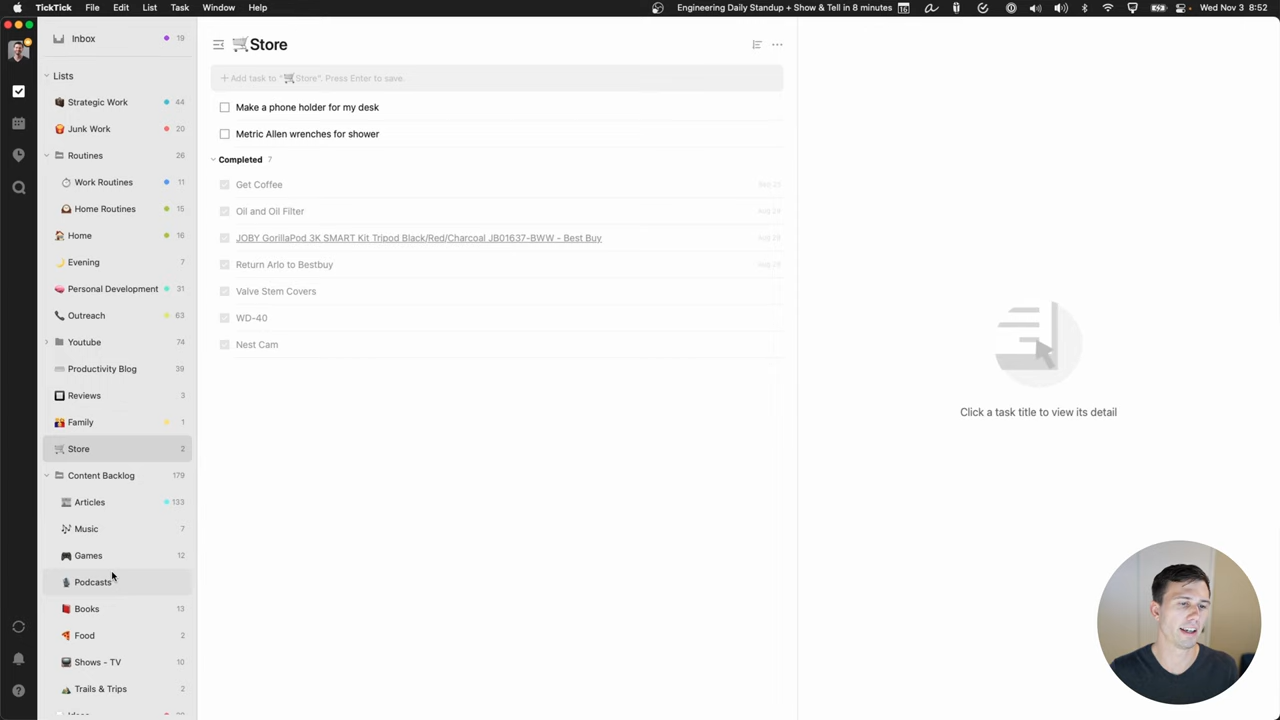 TickTick File Edit List Task Window Help Engineering Daily Standup + Show & Tell in 8 minutes Wed Nov 3 8:52
Inbox 19
Lists
Strategic Work 44
Junk Work 20
Routines 26
Work Routines 11
Home Routines 15
Home 16
Evening 7
Personal Development 31
Outreach 63
Youtube 74
Productivity Blog 39
Reviews 3
Family 1
Store 2
Content Backlog 179
Articles 133
Music 7
Games 12
Podcasts
Books 13
Food 2
Shows - TV 10
Trails & Trips 2
Store
Add task to "Store". Press Enter to save.
Make a phone holder for my desk
Metric Allen wrenches for shower
Completed 7
Get Coffee
Oil and Oil Filter
JOBY GorillaPod 3K SMART Kit Tripod Black/Red/Charcoal JB01637-BWW - Best Buy
Return Arlo to Bestbuy
Valve Stem Covers
WD-40
Nest Cam
Click a task title to view its detail